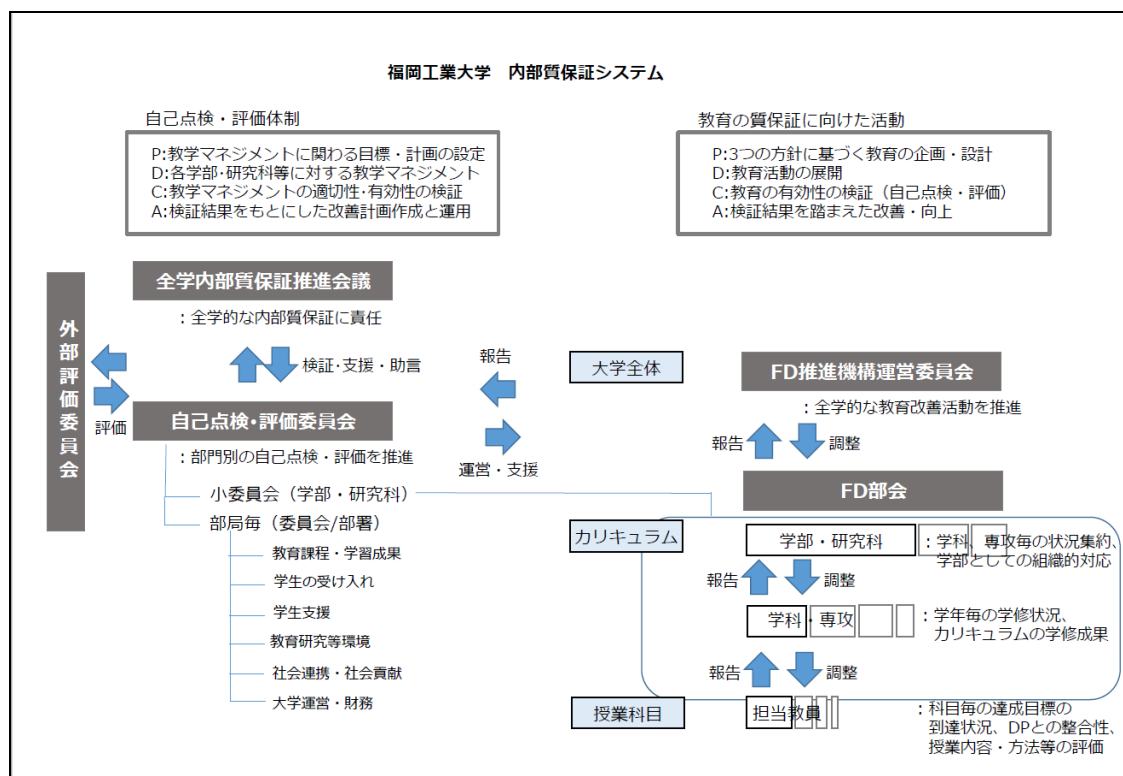 福岡工業大学　内部質保証システム
自己点検・評価体制
P:教学マネジメントに関わる目標・計画の設定
D:各学部・研究科等に対する教学マネジメント
C:教学マネジメントの適切性・有効性の検証
A:検証結果をもとにした改善計画作成と運用
教育の質保証に向けた活動
P:3つの方針に基づく教育の企画・設計
D:教育活動の展開
C:教育の有効性の検証（自己点検・評価）
A:検証結果を踏まえた改善・向上
外部評価委員会
評価
全学内部質保証推進会議
：全学的な内部質保証に責任
検証・支援・助言
自己点検・評価委員会
：部門別の自己点検・評価を推進
小委員会（学部・研究科）
部局毎（委員会/部署）
教育課程・学習成果
学生の受け入れ
学生支援
教育研究等環境
社会連携・社会貢献
大学運営・財務
報告
運営・支援
大学全体
FD推進機構運営委員会
：全学的な教育改善活動を推進
報告
調整
FD部会
カリキュラム
学部・研究科
：学科、専攻毎の状況集約、
学部としての組織的対応
報告
調整
学科・専攻
：学年毎の学修状況、
カリキュラムの学修成果
報告
調整
授業科目
担当教員
：科目毎の達成目標の
到達状況、DPとの整合性、
授業内容・方法等の評価